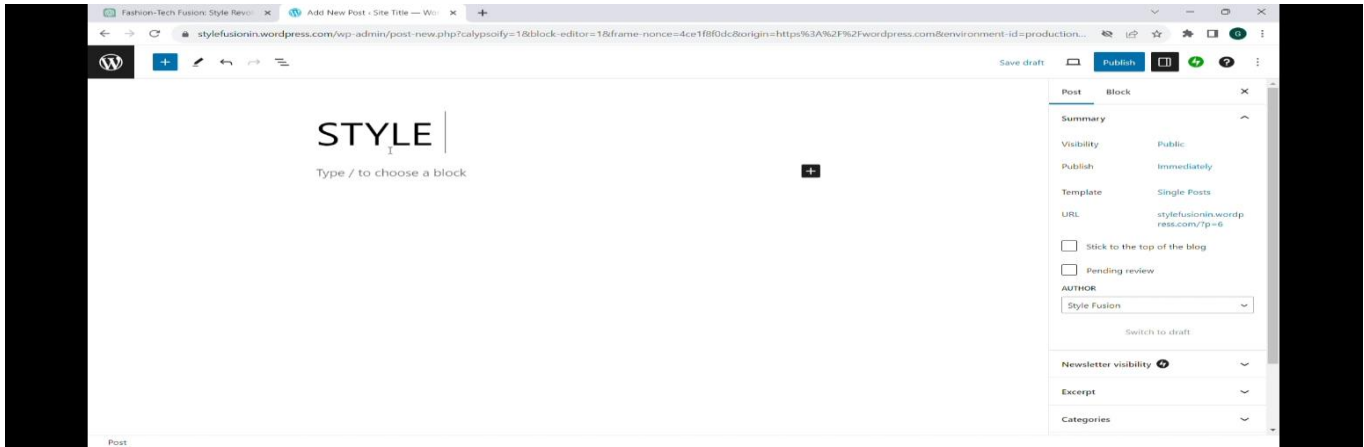 Fashion-Tech Fusion: Style Revo
Add New Post ‹ Site Title — Wor
stylefusionin.wordpress.com/wp-admin/post-new.php?calypsoify=1&block-editor=1&frame-nonce=4ce1f8f0dc&origin=https%3A%2F%2Fwordpress.com&environment-id=production...
G
Save draft
Publish
Post Block
STYLE
Type / to choose a block
Summary
Visibility Public
Publish Immediately
Template Single Posts
URL stylefusionin.wordp
ress.com/?p=6
Stick to the top of the blog
Pending review
AUTHOR
Style Fusion
Switch to draft
Newsletter visibility
Excerpt
Categories
Post